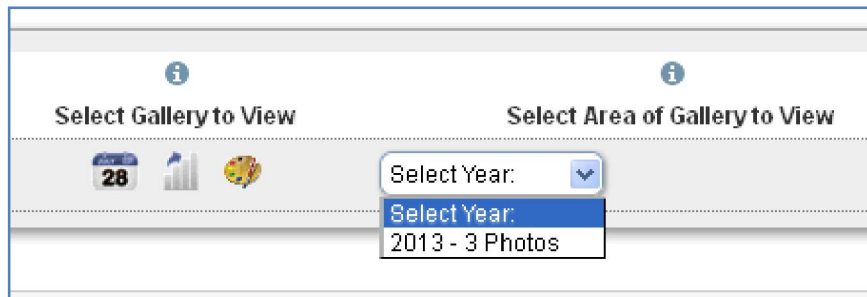 Select Gallery to View
Select Area of Gallery to View
28
Select Year:
Select Year:
2013 - 3 Photos